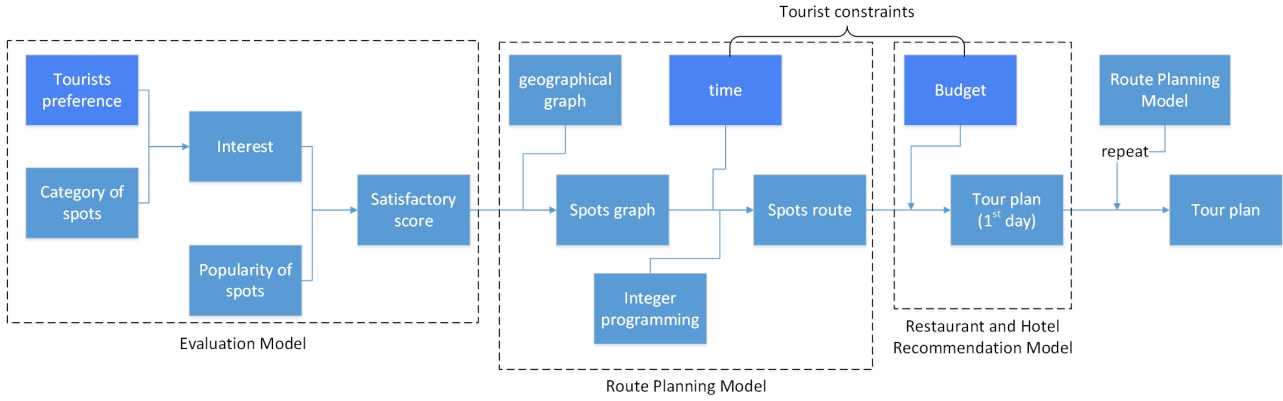 Tourist constraints
Tourists
preference
Category of
spots
Interest
Popularity of
spots
Satisfactory
score
Evaluation Model
geographical
graph
time
Spots graph
Spots route
Integer
programming
Route Planning Model
Budget
Tour plan
(1st day)
Restaurant and Hotel
Recommendation Model
Route Planning
Model
repeat
Tour plan